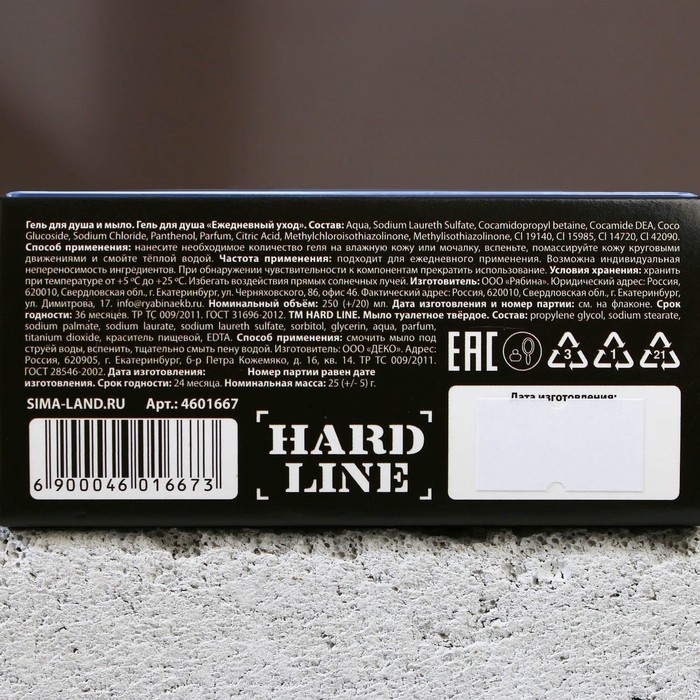 Гель для душа и мыло. Гель для душа «Ежедневный уход». Состав: Aqua, Sodium Laureth Sulfate, Cocamidopropyl betaine, Cocamide DEA, Coco
Glucoside, Sodium Chloride, Panthenol, Parfum, Citric Acid, Methylchloroisothiazolinone, Methylisothiazolinone, CI 19140, CI 15985, CI 14720, CI 42090.
Способ применения: нанесите необходимое количество геля на влажную кожу или мочалку, вспеньте, помассируйте кожу круговыми
движениями и смойте тёплой водой. Частота применения: подходит для ежедневного применения. Возможна индивидуальная
непереносимость ингредиентов. При обнаружении чувствительности к компонентам прекратить использование. Условия хранения: хранить
при температуре от +5 ºC до +25 ºC. Избегать воздействия прямых солнечных лучей. Изготовитель: ООО «Рябина». Юридический адрес: Россия,
620010, Свердловская обл., г. Екатеринбург, ул. Черняховского, 86, офис 46. Фактический адрес: Россия, 620010, Свердловская обл., г. Екатеринбург,
ул. Димитрова, 17. info@ryabinaekb.ru. Номинальный объём: 250 (+/20) мл. Дата изготовления и номер партии: см. на флаконе. Срок
годности: 36 месяцев. ТР ТС 009/2011. ГОСТ 31696-2012. ТМ HARD LINE. Мыло туалетное твёрдое. Состав: propylene glycol, sodium stearate,
sodium palmate, sodium laurate, sodium laureth sulfate, sorbitol, glycerin, aqua, parfum,
titanium dioxide, краситель пищевой, EDTA. Способ применения: смочить мыло под
струёй воды, вспенить, тщательно смыть пену водой. Изготовитель: ООО «ДЕКО». Адрес:
Россия, 620905, г. Екатеринбург, б-р Петра Кожемяко, д. 16, кв. 14. ТР ТС 009/2011.
ГОСТ 28546-2002. Дата изготовления: Номер партии равен дате
изготовления. Срок годности: 24 месяца. Номинальная масса: 25 (+/- 5) г.
EAC 3 1 21
SIMA-LAND.RU Арт.: 4601667
Дата изготовления:
HARD
LINE
6 900046 016673